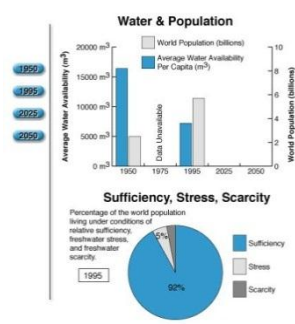 Water & Population
1950
1995
2025
2050
Average Water Availability (m³)
20000 m³
15000 m³
10000 m³
5000 m³
0 m³
World Population (billions)
Average Water Availability
Per Capita (m³)
Data Unavailable
10
8
6
4
2
0
World Population (billions)
1950 1975 1995 2025 2050
Sufficiency, Stress, Scarcity
Percentage of the world population
living under conditions of
relative sufficiency,
freshwater stress,
and freshwater
scarcity.
1995
5%
92%
Sufficiency
Stress
Scarcity